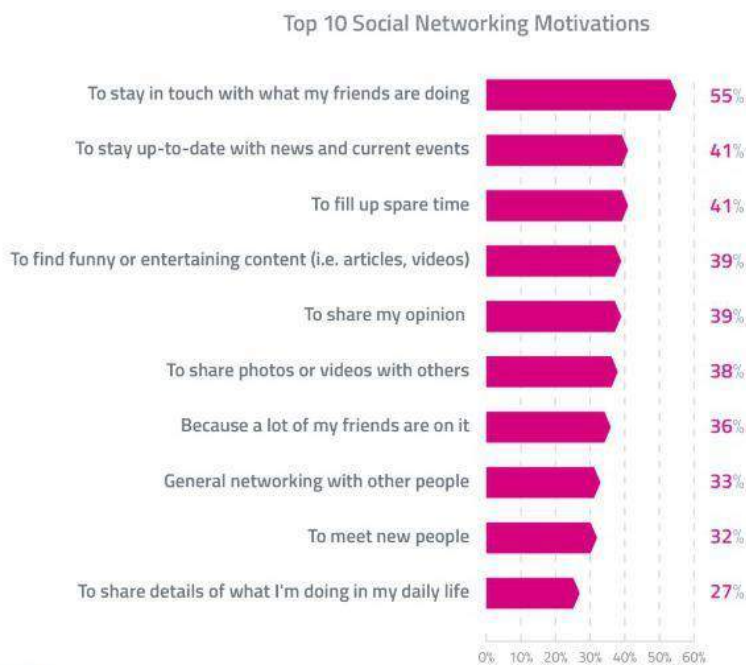 Top 10 Social Networking Motivations
To stay in touch with what my friends are doing 55%
To stay up-to-date with news and current events 41%
To fill up spare time 41%
To find funny or entertaining content (i.e. articles, videos) 39%
To share my opinion 39%
To share photos or videos with others 38%
Because a lot of my friends are on it 36%
General networking with other people 33%
To meet new people 32%
To share details of what I'm doing in my daily life 27%
0% 10% 20% 30% 40% 50% 60%